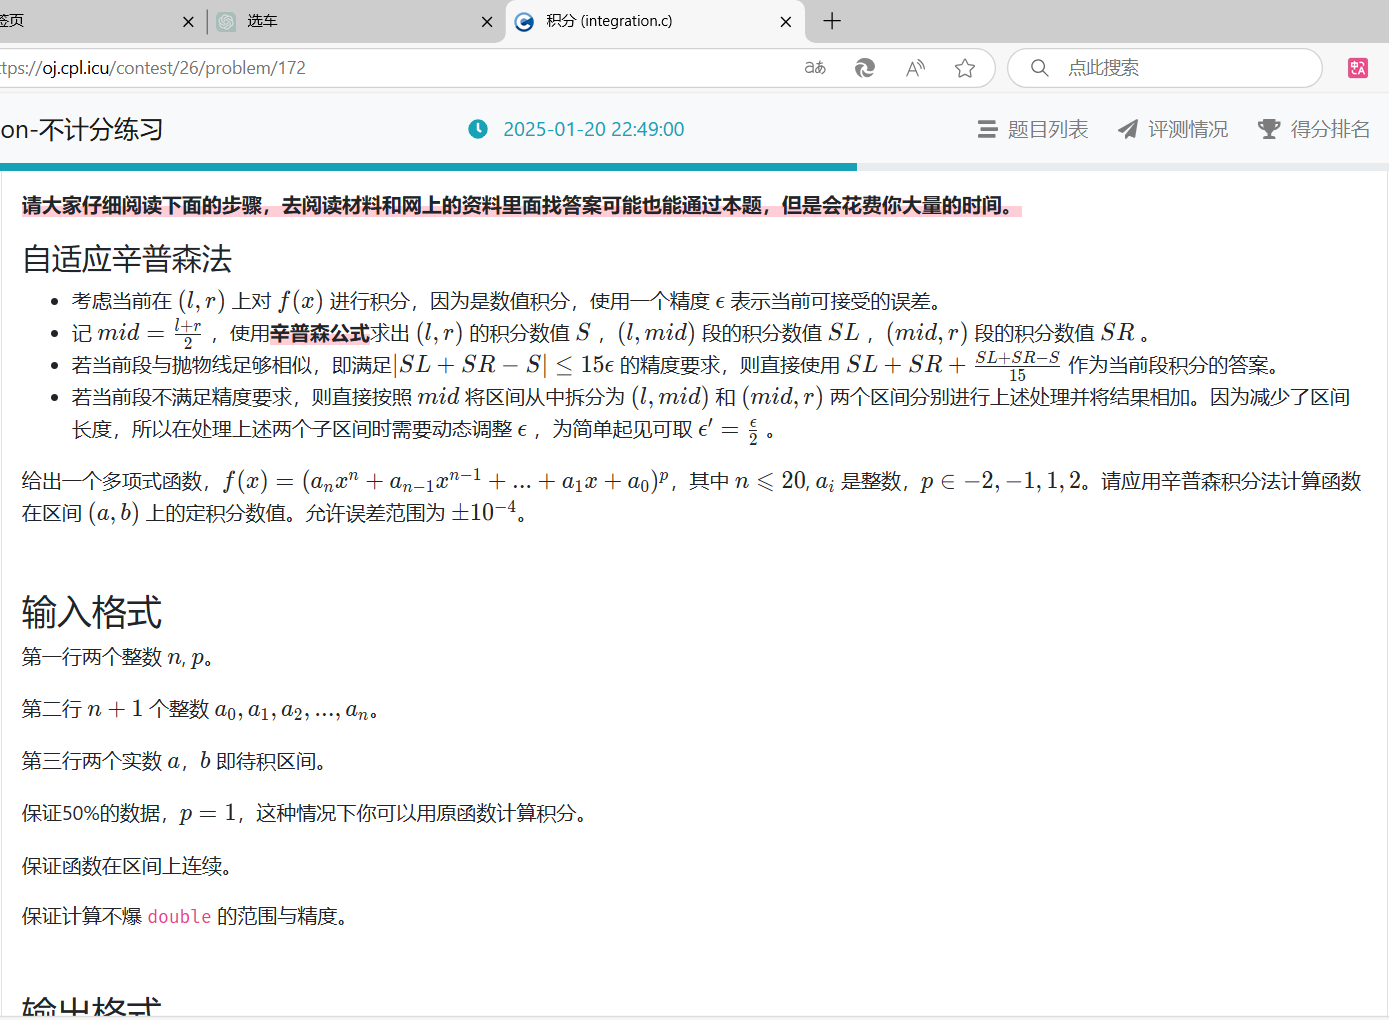 签页
选车
积分 (integration.c)
ttps://oj.cpl.icu/contest/26/problem/172
点此搜索
on-不计分练习
2025-01-20 22:49:00
题目列表
评测情况
得分排名
请大家仔细阅读下面的步骤，去阅读材料和网上的资料里面找答案可能也能通过本题，但是会花费你大量的时间。
自适应辛普森法
• 考虑当前在 (l, r) 上对 f(x) 进行积分，因为是数值积分，使用一个精度 ϵ 表示当前可接受的误差。
• 记 mid = \frac{l+r}{2} ，使用辛普森公式求出 (l, r) 的积分数值 S ，(l, mid) 段的积分数值 SL ，(mid, r) 段的积分数值 SR 。
• 若当前段与抛物线足够相似，即满足|SL + SR − S| ≤ 15ϵ 的精度要求，则直接使用 SL + SR + \frac{SL+SR−S}{15} 作为当前段积分的答案。
• 若当前段不满足精度要求，则直接按照 mid 将区间从中拆分为 (l, mid) 和 (mid, r) 两个区间分别进行上述处理并将结果相加。因为减少了区间
长度，所以在处理上述两个子区间时需要动态调整 ϵ ，为简单起见可取 ϵ′ = \frac{ϵ}{2} 。
给出一个多项式函数，f(x) = (aₙxⁿ + aₙ₋₁xⁿ⁻¹ + ... + a₁x + a₀)ᵖ，其中 n ⩽ 20, aᵢ 是整数，p ∈ −2, −1, 1, 2。请应用辛普森积分法计算函数
在区间 (a, b) 上的定积分数值。允许误差范围为 ±10⁻⁴。
输入格式
第一行两个整数 n, p。
第二行 n + 1 个整数 a₀, a₁, a₂, ..., aₙ。
第三行两个实数 a，b 即待积区间。
保证50%的数据，p = 1，这种情况下你可以用原函数计算积分。
保证函数在区间上连续。
保证计算不爆 double 的范围与精度。
输出格式